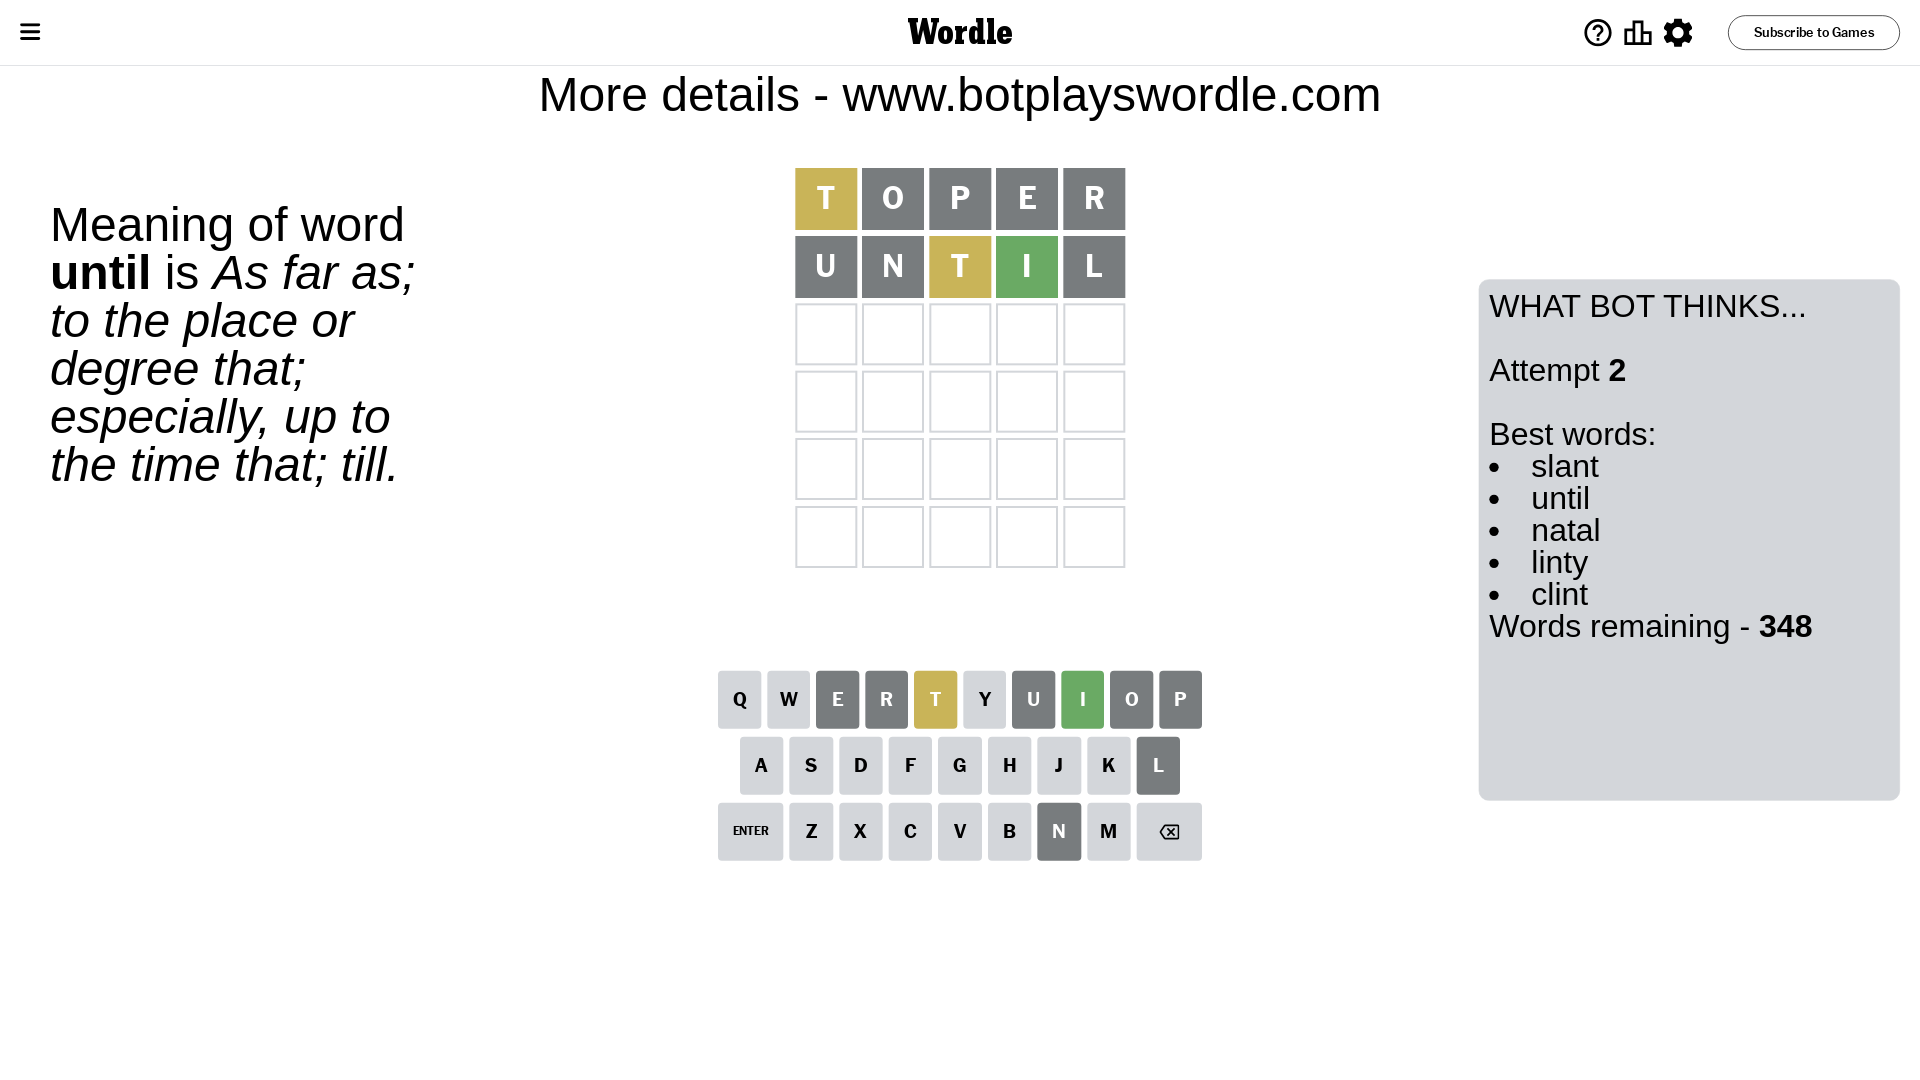 Wordle
Subscribe to Games
More details - www.botplayswordle.com
Meaning of word
until is As far as;
to the place or
degree that;
especially, up to
the time that; till.
T O P E R
U N T I L
WHAT BOT THINKS...
Attempt 2
Best words:
• slant
• until
• natal
• linty
• clint
Words remaining - 348
Q W E R T Y U I O P
A S D F G H J K L
ENTER Z X C V B N M